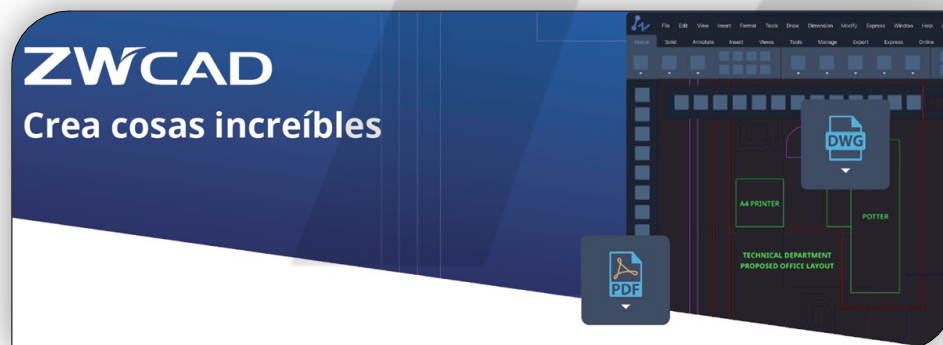 ZWCAD
Crea cosas increíbles
File Edit View Insert Format Tools Draw Dimension Modify Express Window Help
Home Solid Annotate Insert Views Tools Manage Export Express Online
DWG
A4 PRINTER
POTTER
TECHNICAL DEPARTMENT
PROPOSED OFFICE LAYOUT
PDF